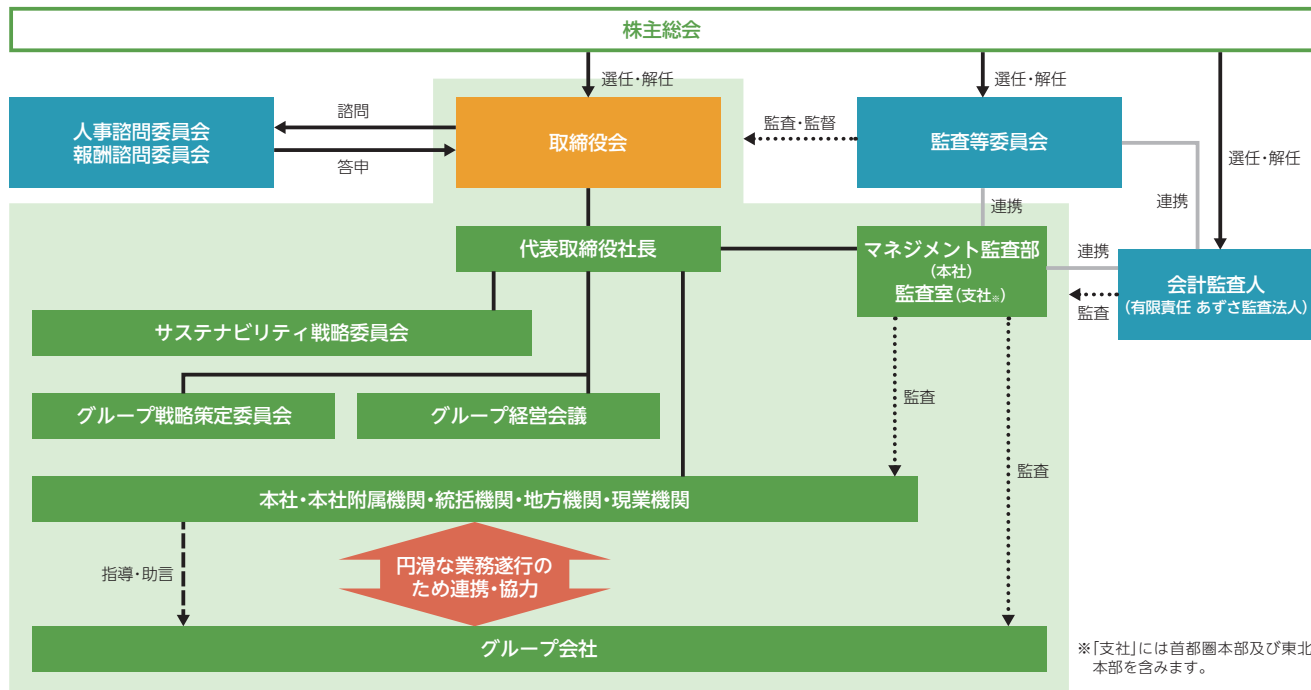 株主総会
選任・解任
選任・解任
選任・解任
人事諮問委員会
報酬諮問委員会
諮問
答申
取締役会
監査・監督
監査等委員会
連携
連携
代表取締役社長
マネジメント監査部
(本社)
監査室(支社※)
連携
監査
会計監査人
(有限責任 あずさ監査法人)
サステナビリティ戦略委員会
グループ戦略策定委員会
グループ経営会議
監査
監査
本社・本社附属機関・統括機関・地方機関・現業機関
指導・助言
円滑な業務遂行の
ため連携・協力
グループ会社
※「支社」には首都圏本部及び東北
本部を含みます。